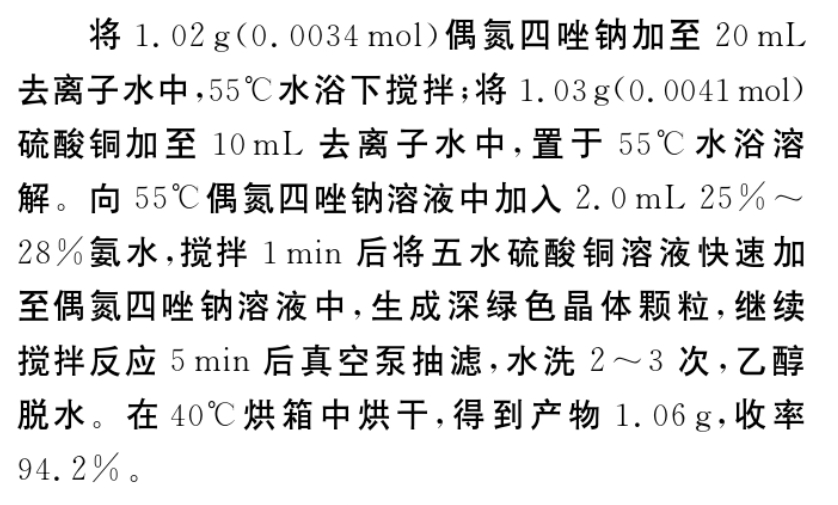 将 1.02 g(0.0034 mol)偶氮四唑钠加至 20 mL
去离子水中,55℃水浴下搅拌;将 1.03 g(0.0041 mol)
硫酸铜加至 10 mL 去离子水中,置于 55℃ 水浴溶
解。向 55℃偶氮四唑钠溶液中加入 2.0 mL 25%~
28%氨水,搅拌 1 min 后将五水硫酸铜溶液快速加
至偶氮四唑钠溶液中,生成深绿色晶体颗粒,继续
搅拌反应 5 min 后真空泵抽滤,水洗 2~3 次,乙醇
脱水。在 40℃烘箱中烘干,得到产物 1.06 g,收率
94.2%。